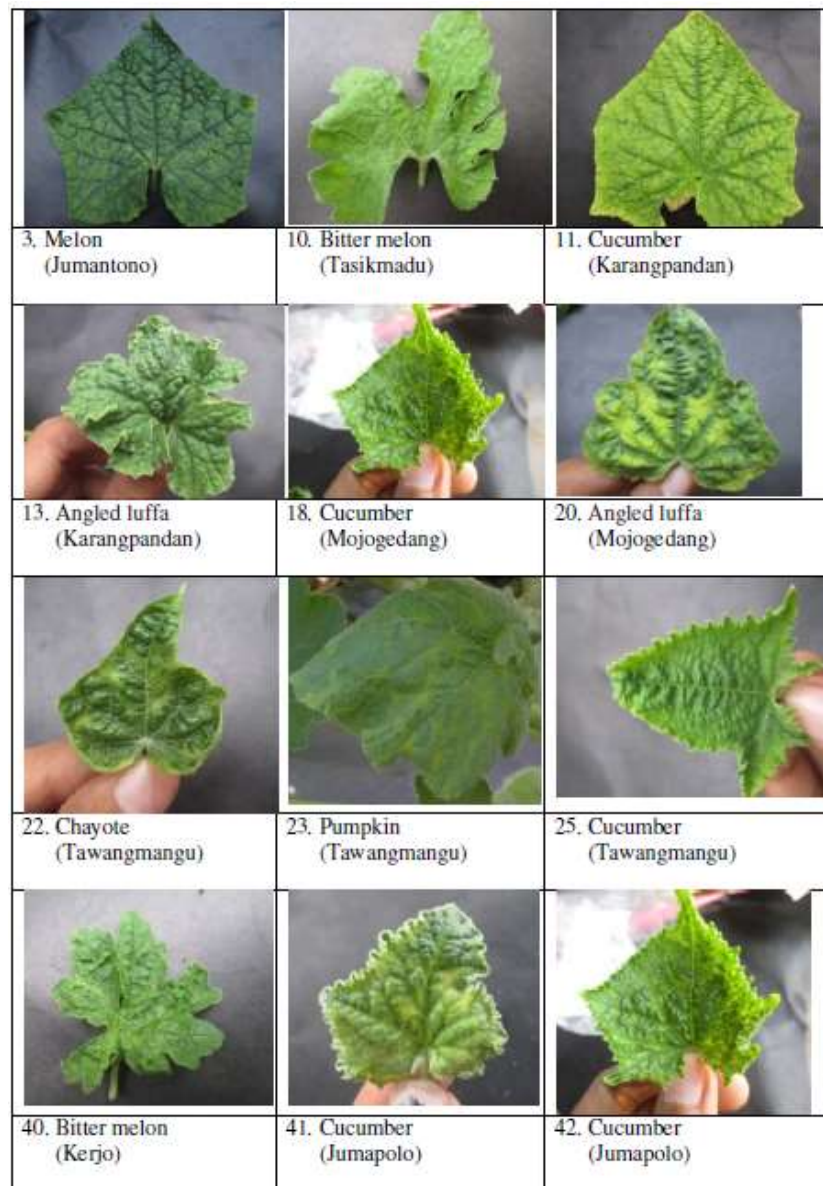 3. Melon
(Jumantono)
10. Bitter melon
(Tasikmadu)
11. Cucumber
(Karangpandan)
13. Angled luffa
(Karangpandan)
18. Cucumber
(Mojogedang)
20. Angled luffa
(Mojogedang)
22. Chayote
(Tawangmangu)
23. Pumpkin
(Tawangmangu)
25. Cucumber
(Tawangmangu)
40. Bitter melon
(Kerjo)
41. Cucumber
(Jumapolo)
42. Cucumber
(Jumapolo)